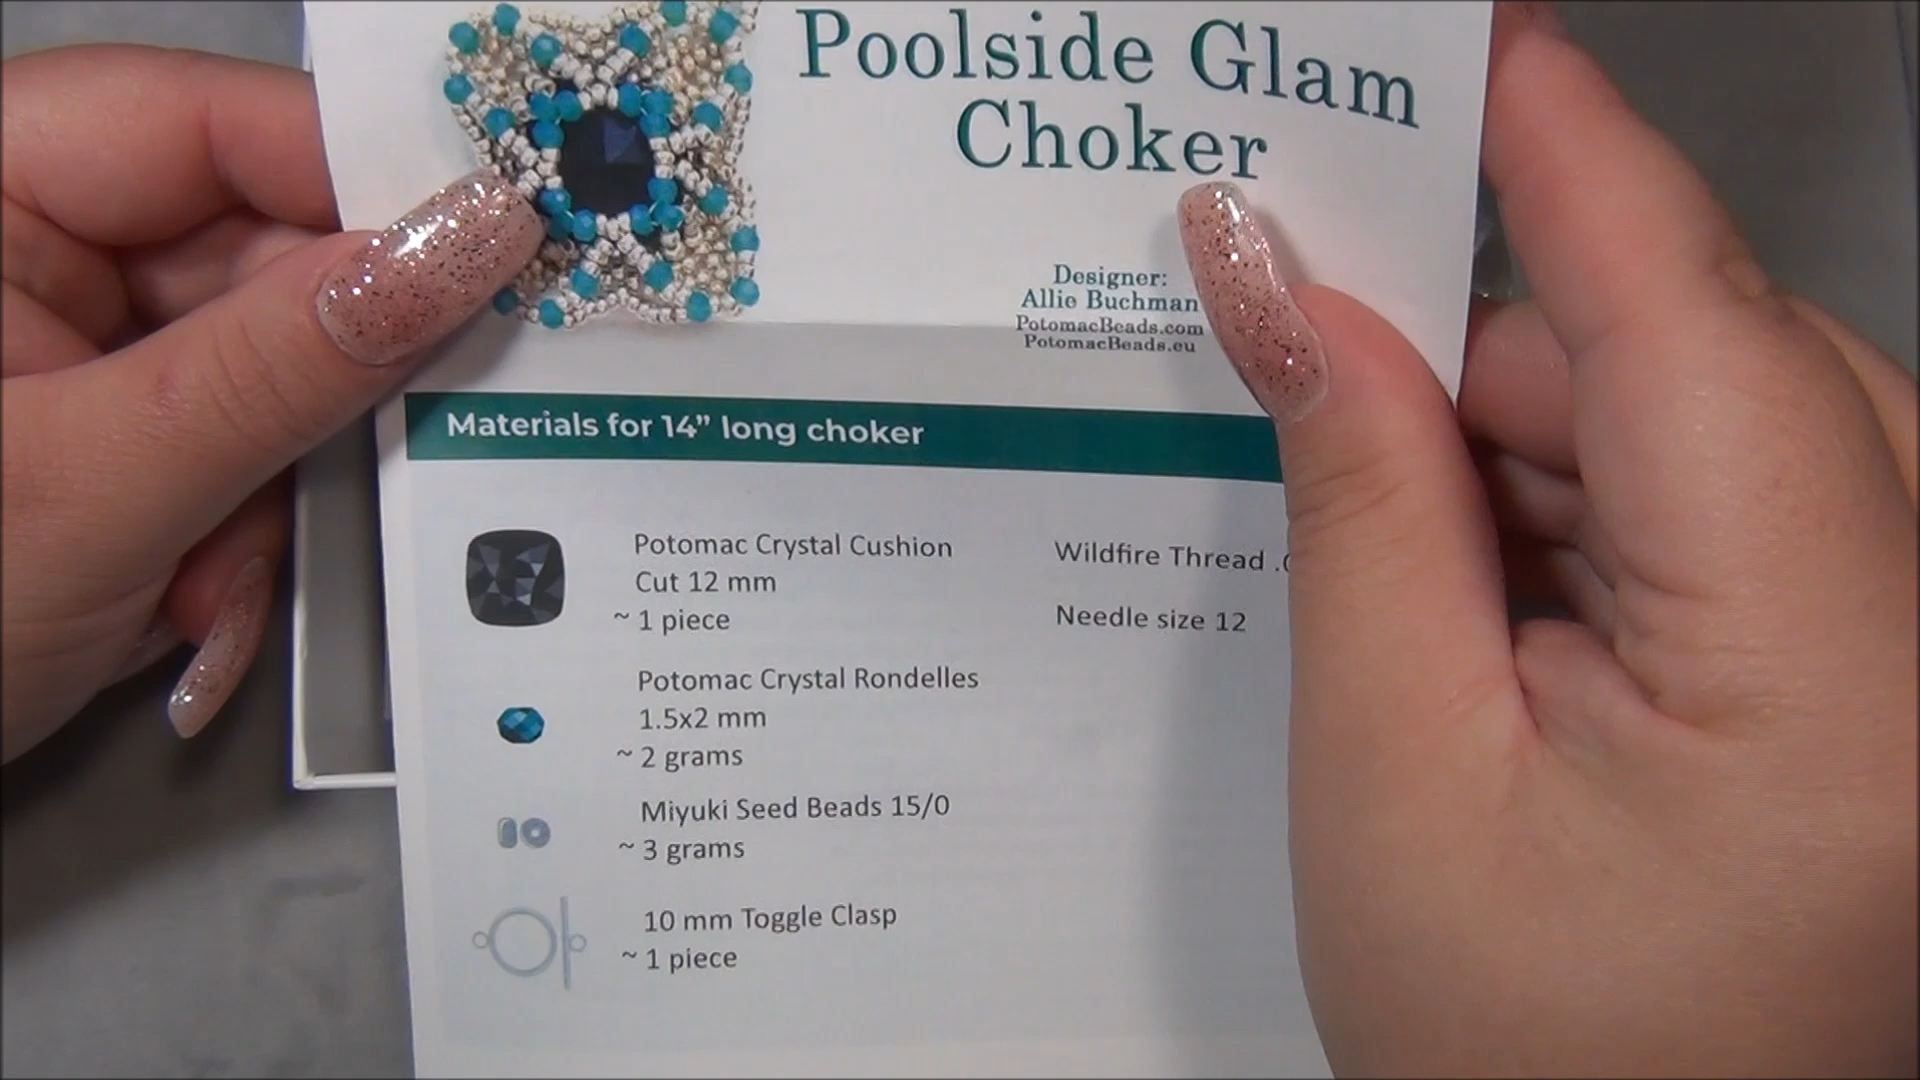 Poolside Glam
Choker
Designer:
Allie Buchman
PotomacBeads.com
PotomacBeads.eu
Materials for 14” long choker
Potomac Crystal Cushion
Cut 12 mm
~ 1 piece
Wildfire Thread
Needle size 12
Potomac Crystal Rondelles
1.5x2 mm
~ 2 grams
Miyuki Seed Beads 15/0
~ 3 grams
10 mm Toggle Clasp
~ 1 piece